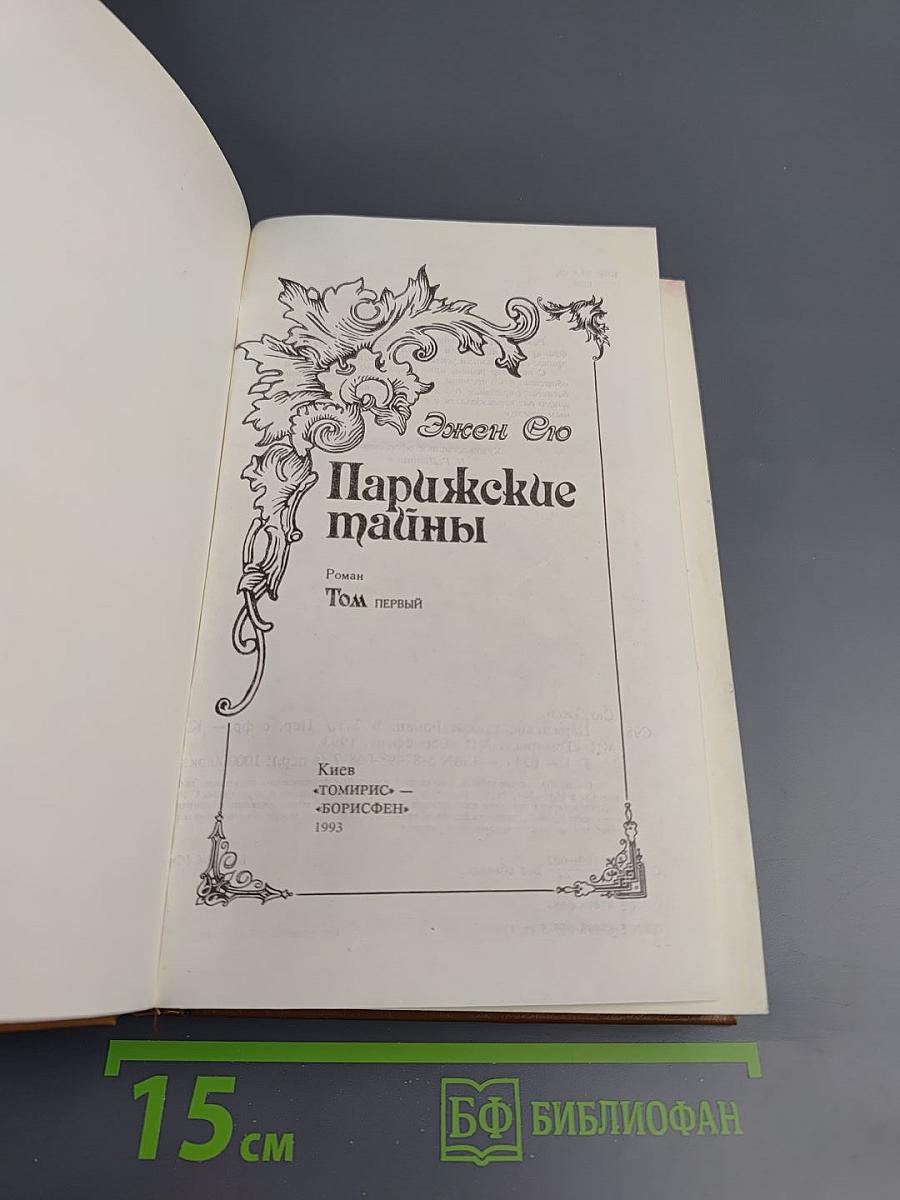 Эжен Сю
Парижские
тайны
Роман
Том ПЕРВЫЙ
Киев
«ТОМИРИС» —
«БОРИСФЕН»
1993
15 см
БФ БИБЛИОФАН